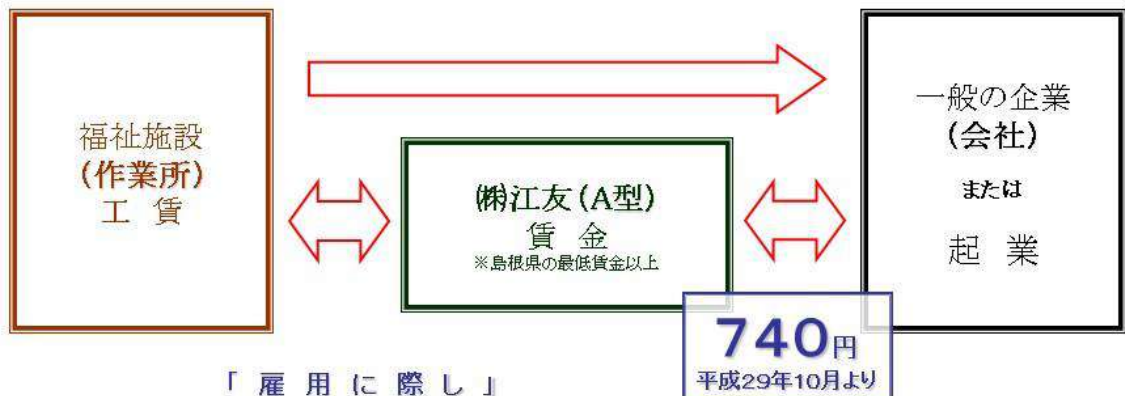 福祉施設
(作業所)
工 賃
㈱江友(A型)
賃 金
※島根県の最低賃金以上
一般の企業
(会社)
または
起 業
740円
平成29年10月より
「 雇 用 に 際 し 」